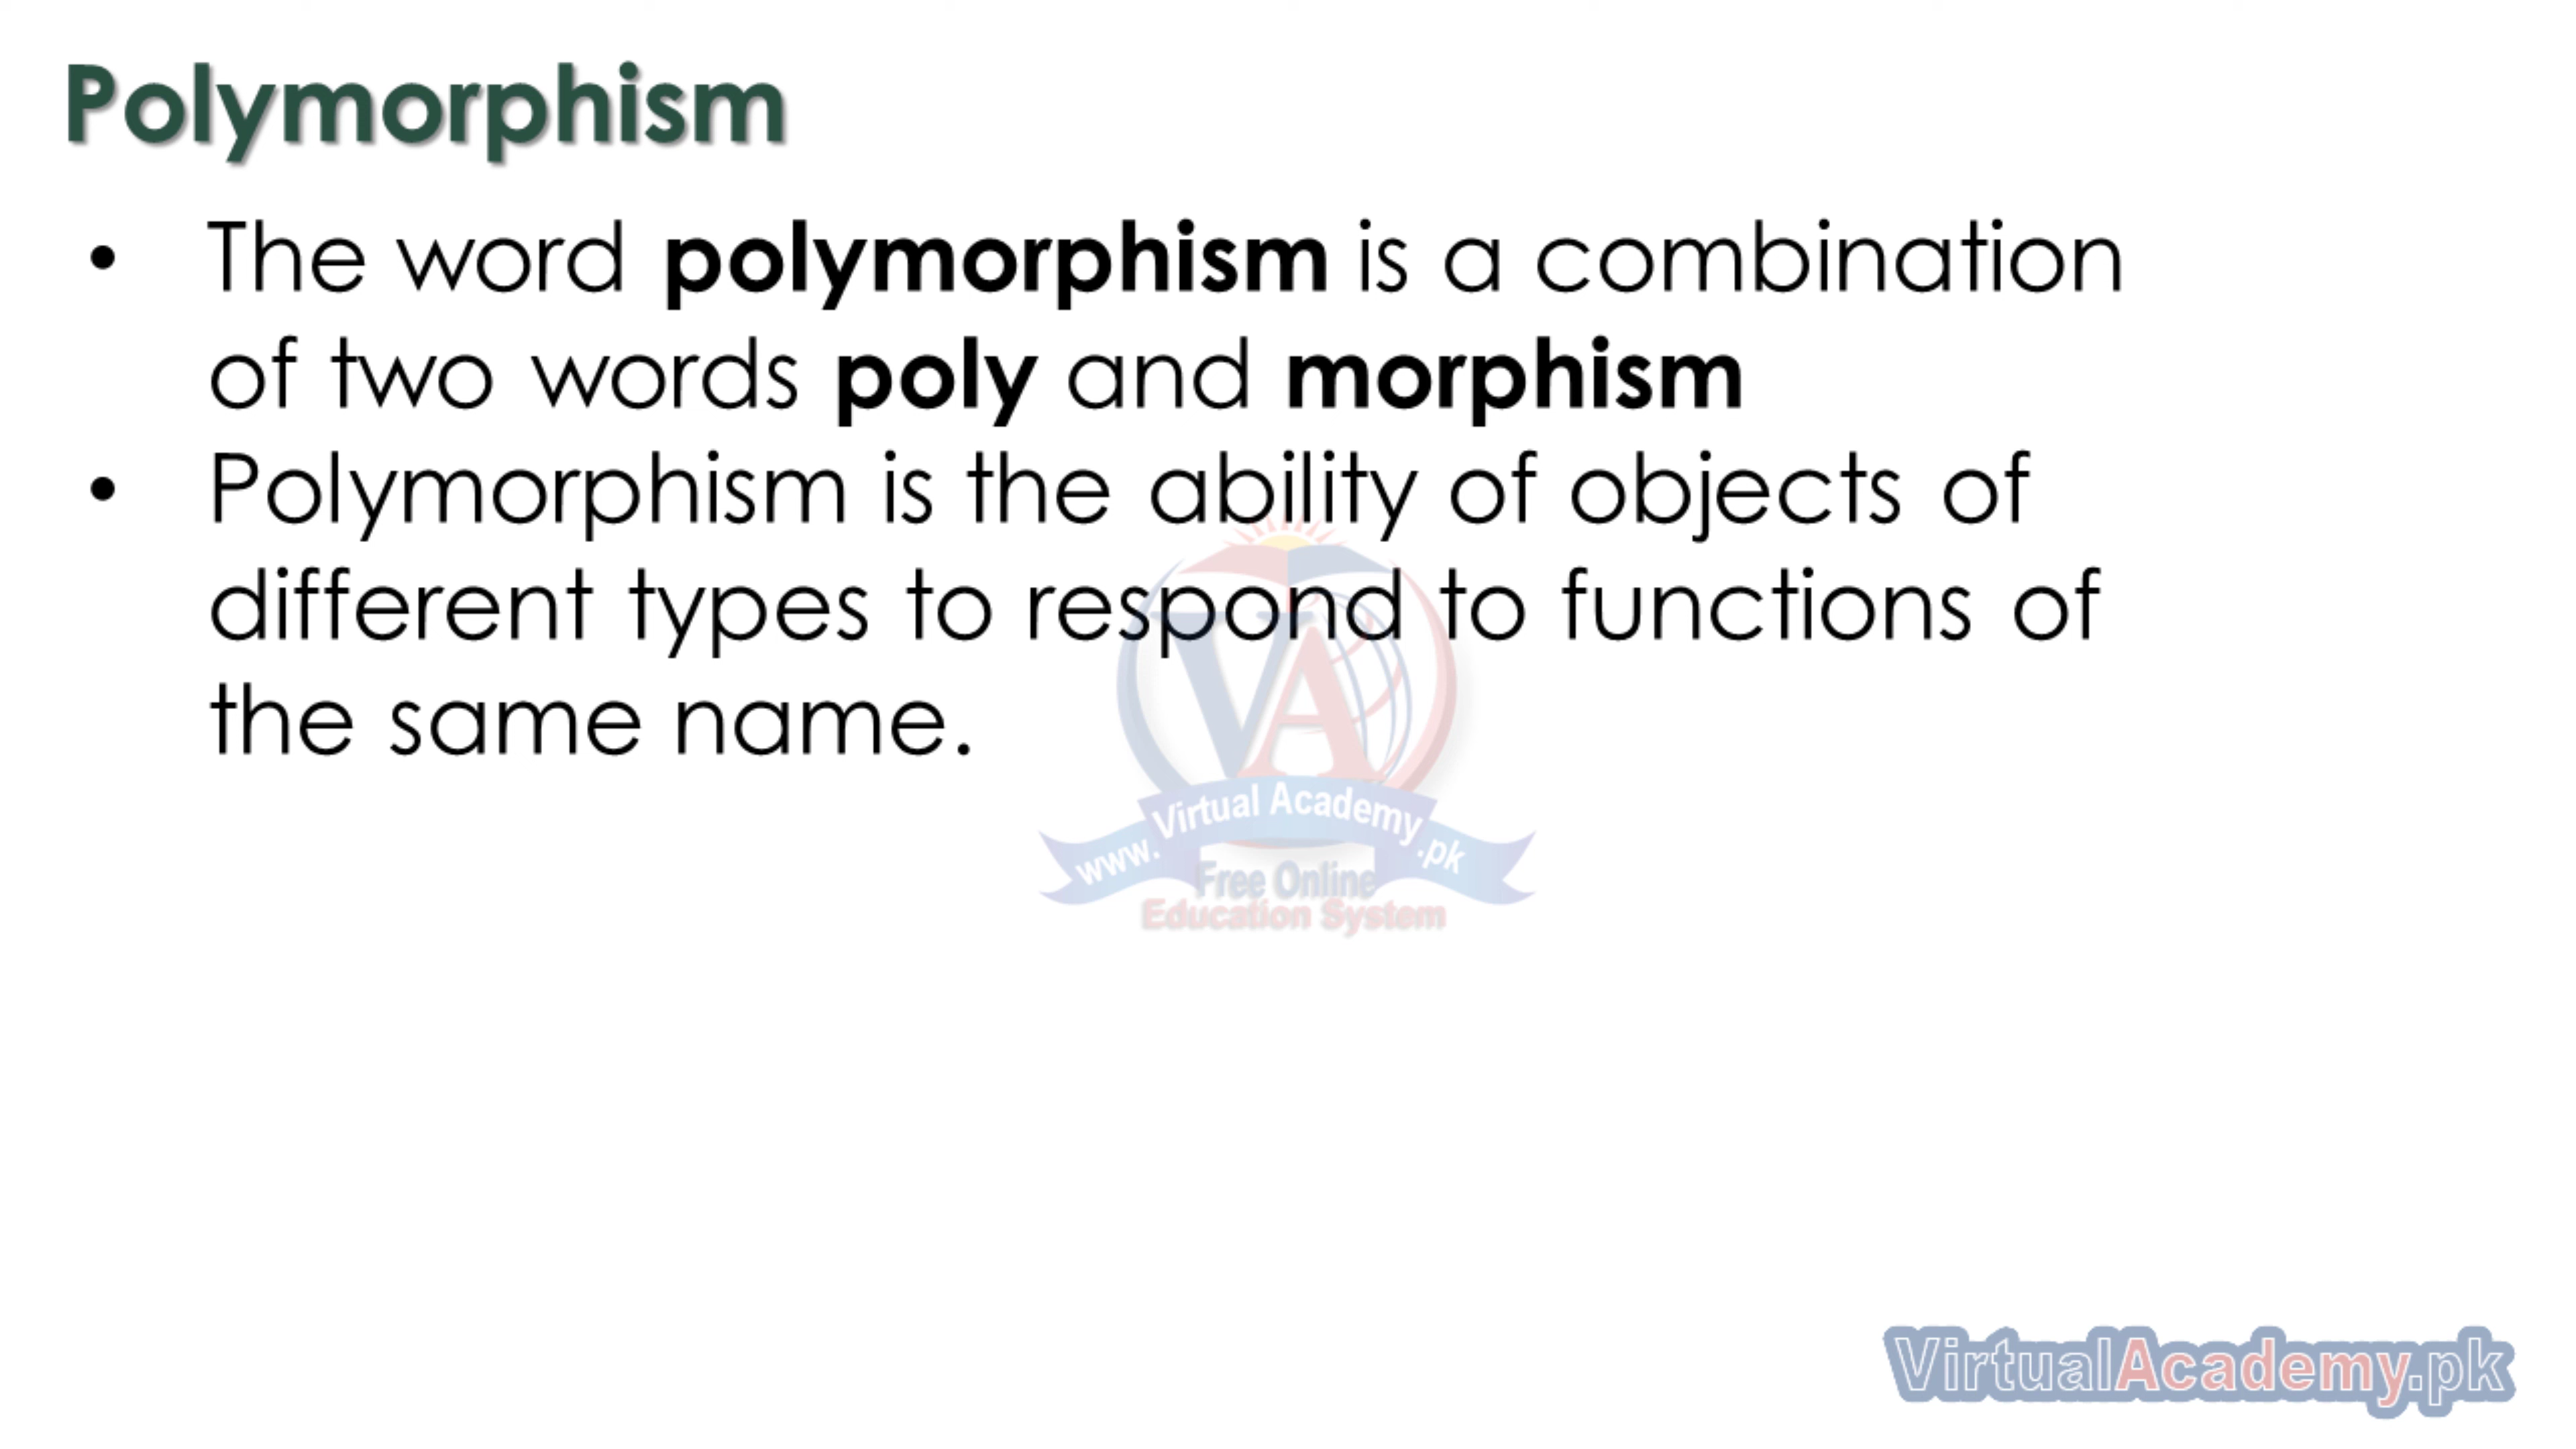 Polymorphism
• The word polymorphism is a combination
of two words poly and morphism
• Polymorphism is the ability of objects of
different types to respond to functions of
the same name.
VA
www.Virtual Academy.pk
Free Online
Education System
VirtualAcademy.pk